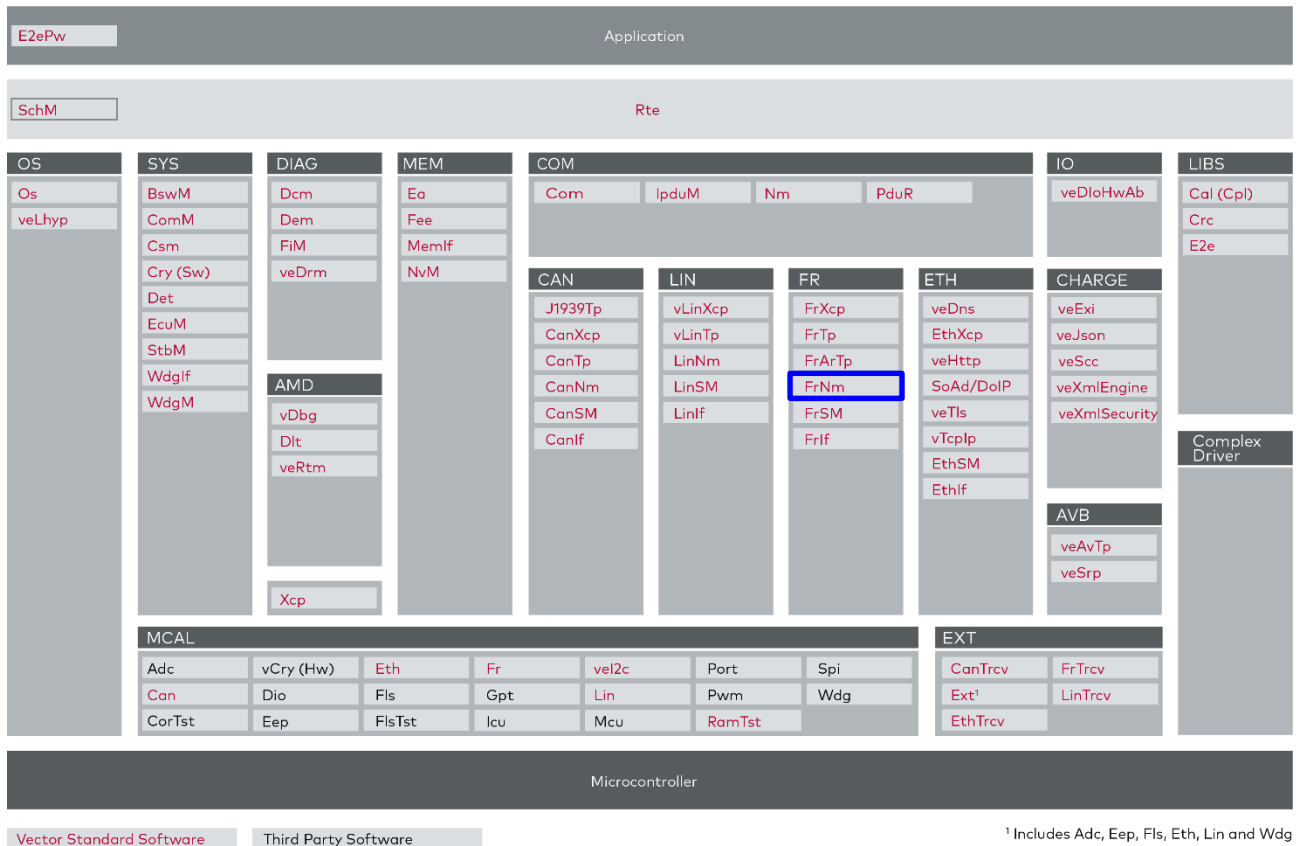 E2ePw
Application
SchM
Rte
OS
Os
veLhyp
SYS
BswM
ComM
Csm
Cry (Sw)
Det
EcuM
StbM
WdgIf
WdgM
DIAG
Dcm
Dem
FiM
veDrm
AMD
vDbg
Dlt
veRtm
Xcp
MEM
Ea
Fee
MemIf
NvM
COM
Com
IpduM
Nm
PduR
CAN
J1939Tp
CanXcp
CanTp
CanNm
CanSM
CanIf
LIN
vLinXcp
vLinTp
LinNm
LinSM
LinIf
FR
FrXcp
FrTp
FrArTp
FrNm
FrSM
FrIf
ETH
veDns
EthXcp
veHttp
SoAd/DoIP
veTls
vTcpIp
EthSM
EthIf
IO
veDIoHwAb
CHARGE
veExi
veJson
veScc
veXmlEngine
veXmlSecurity
AVB
veAvTp
veSrp
LIBS
Cal (Cpl)
Crc
E2e
Complex
Driver
MCAL
Adc
vCry (Hw)
Eth
Fr
veI2c
Port
Spi
Can
Dio
Fls
Gpt
Lin
Pwm
Wdg
CorTst
Eep
FlsTst
Icu
Mcu
RamTst
EXT
CanTrcv
FrTrcv
Ext¹
LinTrcv
EthTrcv
Microcontroller
Vector Standard Software
Third Party Software
¹ Includes Adc, Eep, Fls, Eth, Lin and Wdg